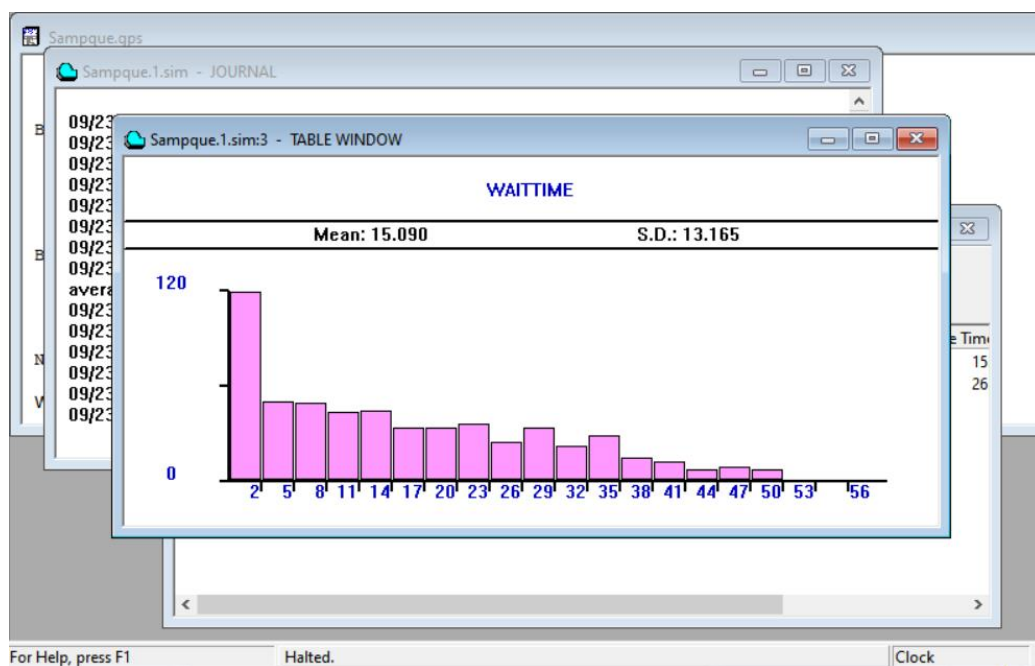 Sampque.gps
Sampque.1.sim - JOURNAL
B
09/23
09/23
09/23
09/23
09/23
09/23
09/23
09/23
avera
09/23
09/23
09/23
09/23
09/23
09/23
B
N
Sampque.1.sim:3 - TABLE WINDOW
WAITTIME
Mean: 15.090 S.D.: 13.165
120
0
2 5 8 11 14 17 20 23 26 29 32 35 38 41 44 47 50 53 56
e Time
15
26
For Help, press F1 Halted. Clock